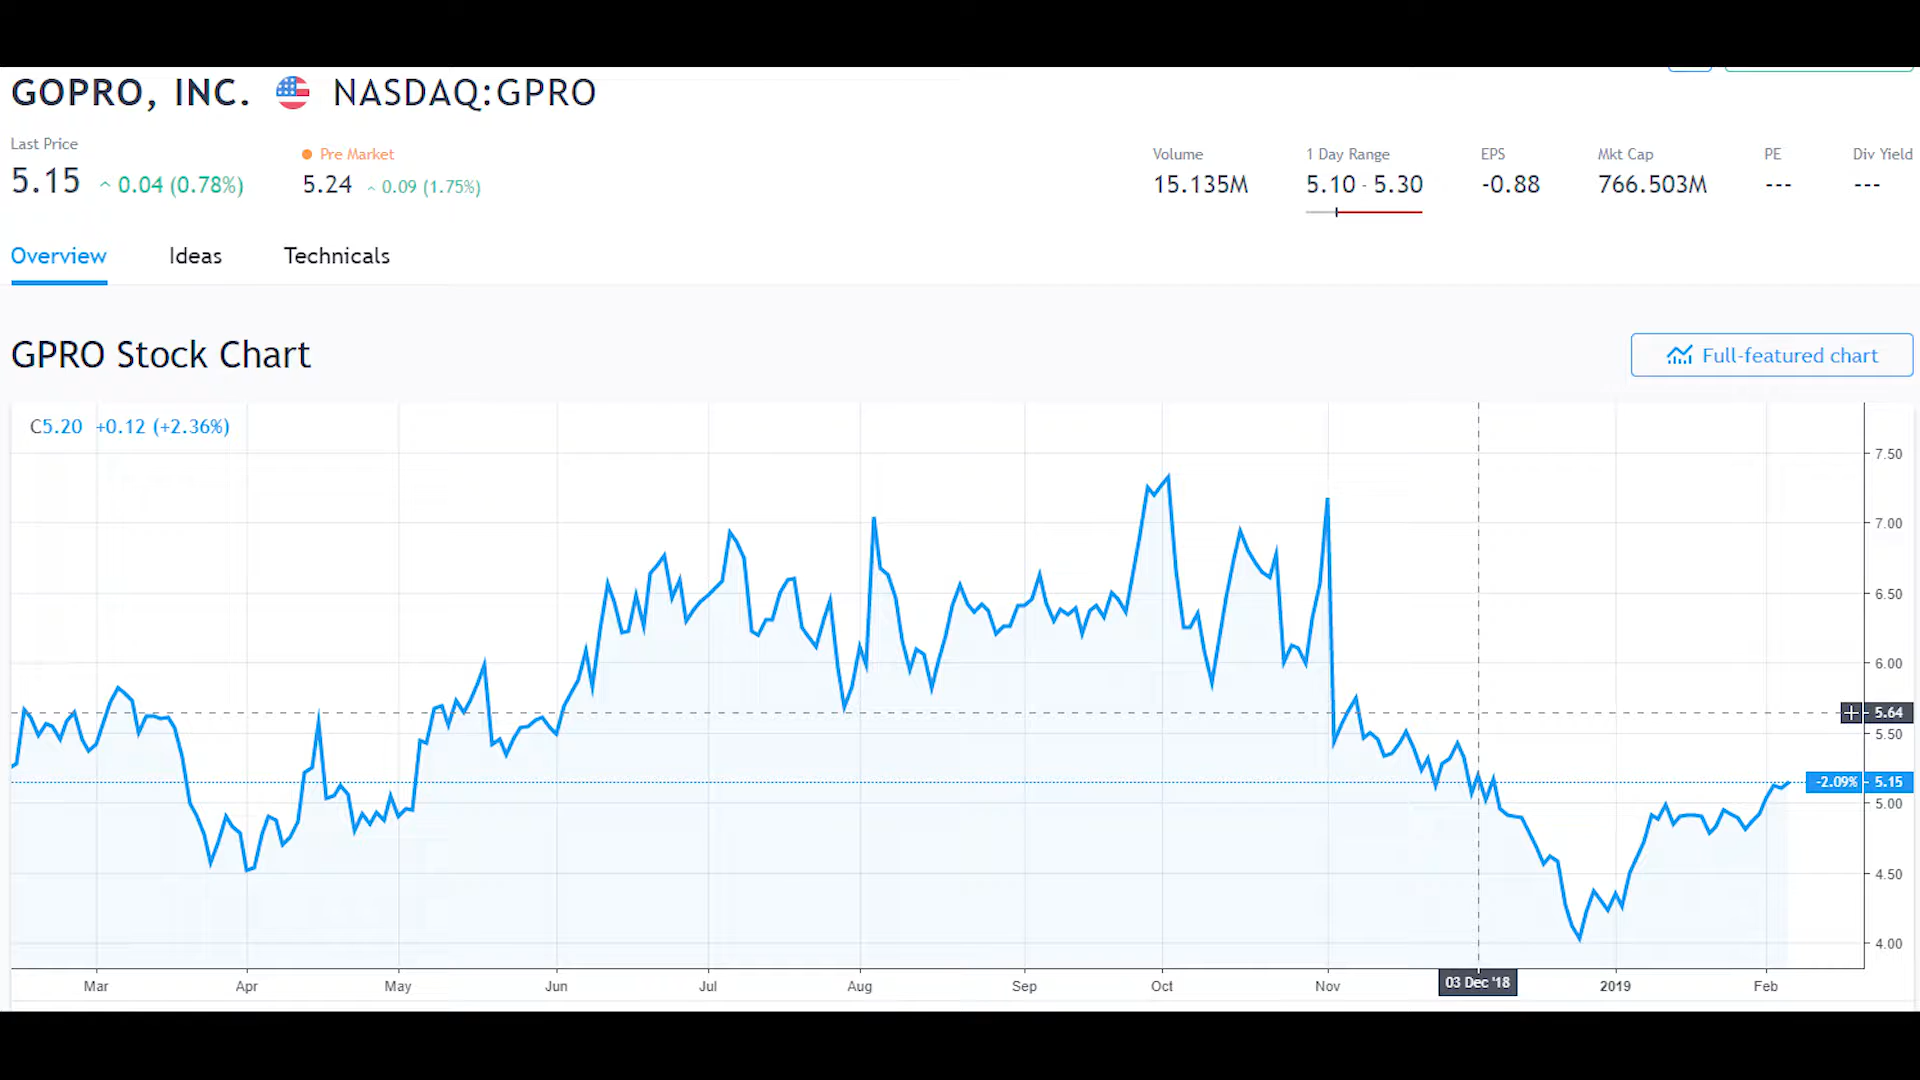 GOPRO, INC. NASDAQ:GPRO
Last Price
5.15 0.04 (0.78%)
Pre Market
5.24 0.09 (1.75%)
Volume
15.135M
1 Day Range
5.10 - 5.30
EPS
-0.88
Mkt Cap
766.503M
PE
---
Div Yield
---
Overview Ideas Technicals
GPRO Stock Chart
Full-featured chart
C5.20 +0.12 (+2.36%)
7.50
7.00
6.50
6.00
5.64
5.50
-2.09% 5.15
5.00
4.50
4.00
Mar Apr May Jun Jul Aug Sep Oct Nov 03 Dec '18 2019 Feb